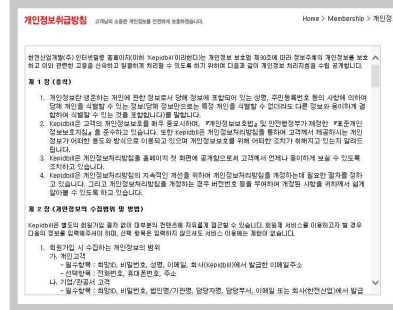 개인정보취급방침 고객님의 소중한 개인정보를 안전하게 보호하겠습니다.
Home > Membership > 개인정
한전산업개발(주) 인터넷빌링 홈페이지(이하 'Kepidbill'이라한다)는 개인정보 보호법 제30조에 따라 정보주체의 개인정보를 보호
하고 이와 관련한 고충을 신속하고 원활하게 처리할 수 있도록 하기 위하여 다음과 같이 개인정보 처리지침을 수립 공개합니다.
제 1 장 (총칙)
1. 개인정보란 생존하는 개인에 관한 정보로서 당해 정보에 포함되어 있는 성명, 주민등록번호 등의 사항에 의하여
당해 개인을 식별할 수 있는 정보(당해 정보만으로는 특정 개인을 식별할 수 없더라도 다른 정보와 용이하게 결
합하여 식별할 수 있는 것을 포함합니다)를 말합니다.
2. Kepidbill은 고객의 개인정보보호를 매우 중요시하며, 『개인정보보호법』및 안전행정부가 제정한 『표준개인
정보보호지침』을 준수하고 있습니다. 또한 Kepidbill은 개인정보처리방침을 통하여 고객께서 제공하시는 개인
정보가 어떠한 용도와 방식으로 이용되고 있으며 개인정보보호를 위해 어떠한 조치가 취해지고 있는지 알려드
립니다.
3. Kepidbill은 개인정보처리방침을 홈페이지 첫 화면에 공개함으로써 고객께서 언제나 용이하게 보실 수 있도록
조치하고 있습니다.
4. Kepidbill은 개인정보처리방침의 지속적인 개선을 위하여 개인정보처리방침을 개정하는데 필요한 절차를 정하
고 있습니다. 그리고 개인정보처리방침을 개정하는 경우 버전번호 등을 부여하여 개정된 사항을 귀하께서 쉽게
알아볼 수 있도록 하고 있습니다.
제 2 장 (개인정보의 수집범위 및 방법)
Kepidbill은 별도의 회원가입 절차 없이 대부분의 컨텐츠에 자유롭게 접근할 수 있습니다. 회원제 서비스를 이용하고자 할 경우
다음의 정보를 입력해주셔야 하며, 선택 항목은 입력하지 않으셔도 서비스 이용에는 제한이 없습니다.
1. 회원가입 시 수집하는 개인정보의 범위
가. 개인고객
- 필수항목 : 희망ID, 비밀번호, 성명, 이메일, 회사(Kepidbill)에서 발급한 이메일주소
- 선택항목 : 전화번호, 휴대폰번호, 주소
나. 기업/관공서 고객
- 필수항목 : 희망ID, 비밀번호, 법인명/기관명, 담당자명, 담당부서, 이메일 또는 회사(한전산업)에서 발급